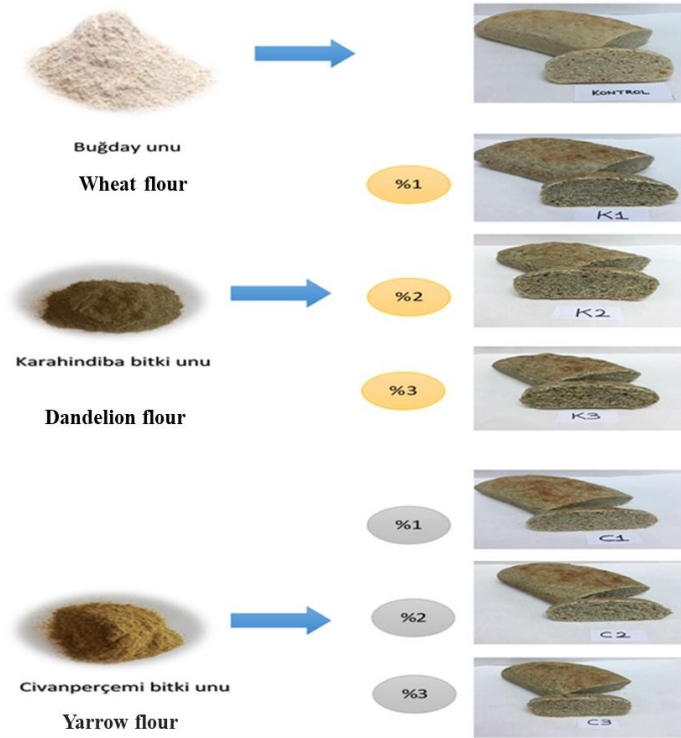 KONTROL
Buğday unu
Wheat flour
%1
K1
%2
K2
Karahindiba bitki unu
%3
Dandelion flour
K3
%1
C1
%2
C2
Civanperçemi bitki unu
%3
Yarrow flour
C3